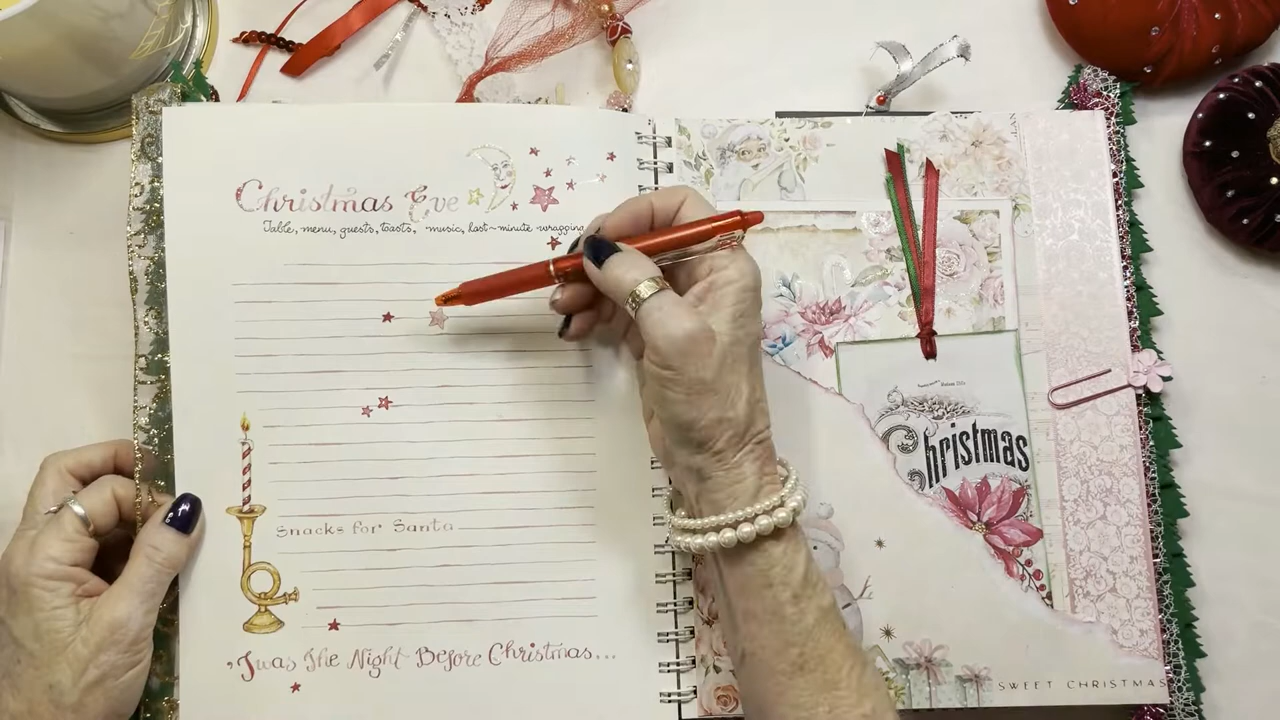 Christmas Eve
Table, menu, guests, toasts, music, last-minute wrapping
Snacks for Santa
'Twas The Night Before Christmas...
Christmas
SWEET CHRISTMAS